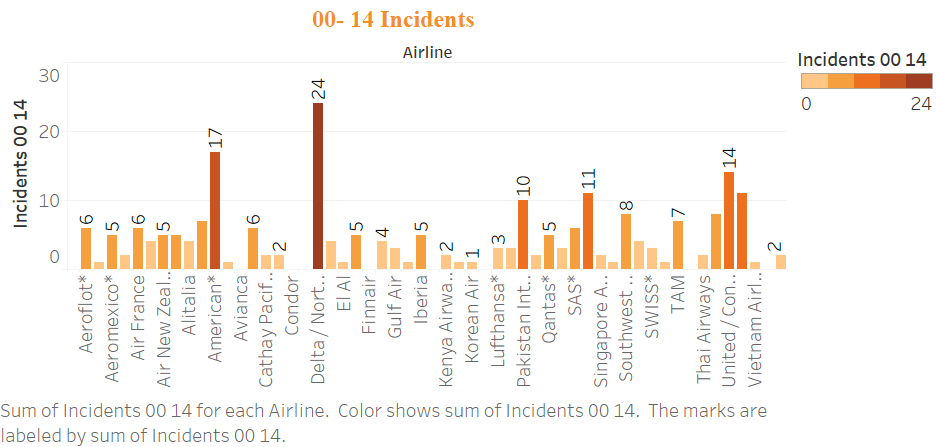 00- 14 Incidents
Airline
Incidents 00 14
0
24
Incidents 00 14
30
20
10
0
6
5
6
5
17
6
2
24
5
4
5
2
1
3
10
5
11
8
7
14
2
Aeroflot*
Aeromexico*
Air France
Air New Zeal..
Alitalia
American*
Avianca
Cathay Pacif..
Condor
Delta / Nort..
El Al
Finnair
Gulf Air
Iberia
Kenya Airwa..
Korean Air
Lufthansa*
Pakistan Int..
Qantas*
SAS*
Singapore A..
Southwest ..
SWISS*
TAM
Thai Airways
United / Con..
Vietnam Airl..
Sum of Incidents 00 14 for each Airline.  Color shows sum of Incidents 00 14.  The marks are
labeled by sum of Incidents 00 14.